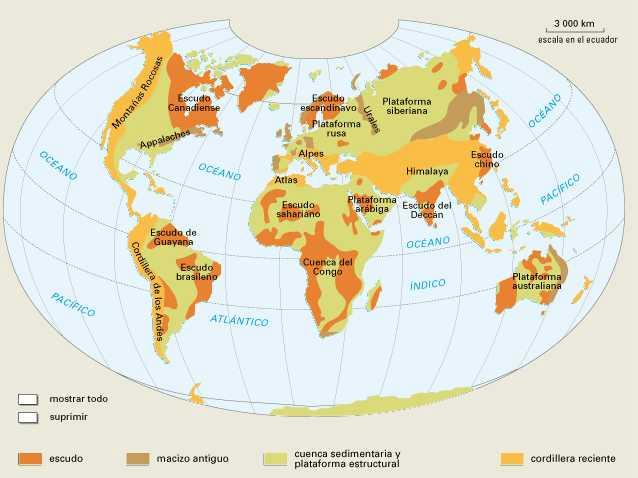 3 000 km
escala en el ecuador
Montañas Rocosas
Escudo
Canadiense
Appalaches
Escudo
escandinavo
Plataforma
rusa
Urales
Plataforma
siberiana
OCÉANO
OCÉANO
OCÉANO
Alpes
Atlas
Himalaya
Escudo
chino
PACÍFICO
Escudo
sahariano
Plataforma
arábiga
Escudo del
Deccán
Escudo de
Guayana
OCÉANO
Cordillera de los Andes
Escudo
brasileño
Cuenca del
Congo
ÍNDICO
Plataforma
australiana
PACÍFICO
ATLÁNTICO
mostrar todo
suprimir
escudo
macizo antiguo
cuenca sedimentaria y
plataforma estructural
cordillera reciente